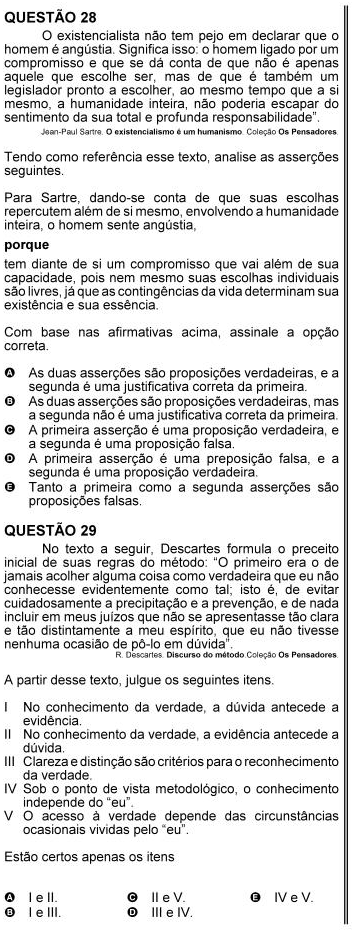 QUESTÃO 28
O existencialista não tem pejo em declarar que o
homem é angústia. Significa isso: o homem ligado por um
compromisso e que se dá conta de que não é apenas
aquele que escolhe ser, mas de que é também um
legislador pronto a escolher, ao mesmo tempo que a si
mesmo, a humanidade inteira, não poderia escapar do
sentimento da sua total e profunda responsabilidade".
Jean-Paul Sartre. O existencialismo é um humanismo. Coleção Os Pensadores.
Tendo como referência esse texto, analise as asserções
seguintes.
Para Sartre, dando-se conta de que suas escolhas
repercutem além de si mesmo, envolvendo a humanidade
inteira, o homem sente angústia,
porque
tem diante de si um compromisso que vai além de sua
capacidade, pois nem mesmo suas escolhas individuais
são livres, já que as contingências da vida determinam sua
existência e sua essência.
Com base nas afirmativas acima, assinale a opção
correta.
A As duas asserções são proposições verdadeiras, e a
segunda é uma justificativa correta da primeira.
B As duas asserções são proposições verdadeiras, mas
a segunda não é uma justificativa correta da primeira.
C A primeira asserção é uma proposição verdadeira, e
a segunda é uma proposição falsa.
D A primeira asserção é uma preposição falsa, e a
segunda é uma proposição verdadeira.
E Tanto a primeira como a segunda asserções são
proposições falsas.
QUESTÃO 29
No texto a seguir, Descartes formula o preceito
inicial de suas regras do método: "O primeiro era o de
jamais acolher alguma coisa como verdadeira que eu não
conhecesse evidentemente como tal; isto é, de evitar
cuidadosamente a precipitação e a prevenção, e de nada
incluir em meus juízos que não se apresentasse tão clara
e tão distintamente a meu espírito, que eu não tivesse
nenhuma ocasião de pô-lo em dúvida".
R. Descartes. Discurso do método.Coleção Os Pensadores.
A partir desse texto, julgue os seguintes itens.
I No conhecimento da verdade, a dúvida antecede a
evidência.
II No conhecimento da verdade, a evidência antecede a
dúvida.
III Clareza e distinção são critérios para o reconhecimento
da verdade.
IV Sob o ponto de vista metodológico, o conhecimento
independe do "eu".
V O acesso à verdade depende das circunstâncias
ocasionais vividas pelo "eu".
Estão certos apenas os itens
A I e II. C II e V. E IV e V.
B I e III. D III e IV.